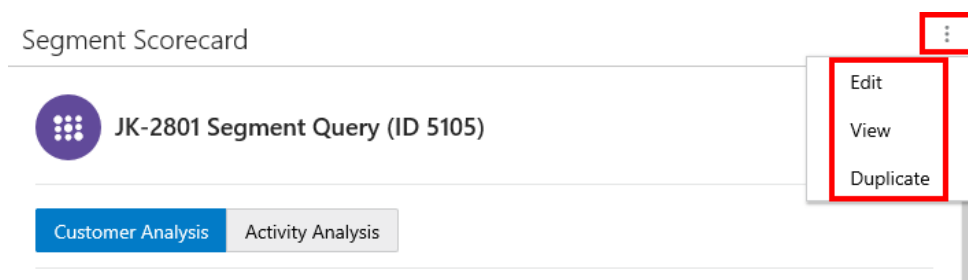 Segment Scorecard
Edit
JK-2801 Segment Query (ID 5105)
View
Duplicate
Customer Analysis
Activity Analysis